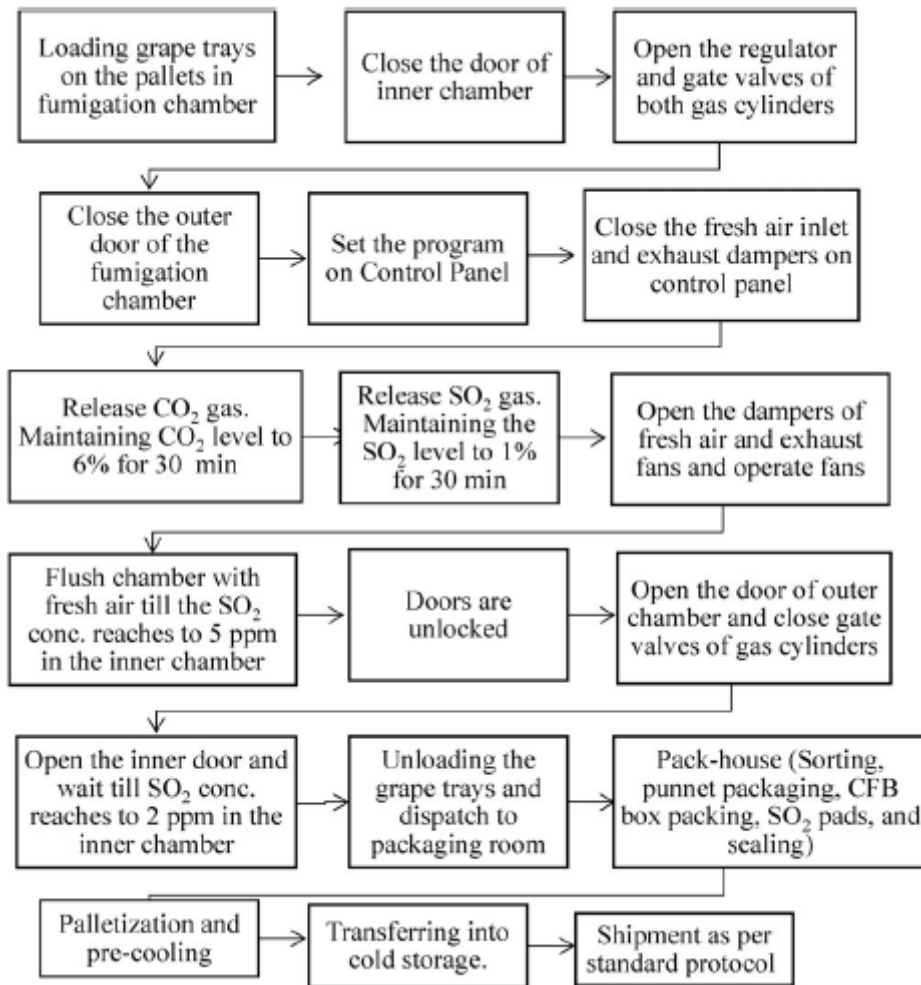 Loading grape trays
on the pallets in
fumigation chamber
Close the door of
inner chamber
Open the regulator
and gate valves of
both gas cylinders
Close the outer
door of the
fumigation
chamber
Set the program
on Control Panel
Close the fresh air inlet
and exhaust dampers on
control panel
Release CO₂ gas.
Maintaining CO₂ level to
6% for 30 min
Release SO₂ gas.
Maintaining the
SO₂ level to 1%
for 30 min
Open the dampers of
fresh air and exhaust
fans and operate fans
Flush chamber with
fresh air till the SO₂
conc. reaches to 5 ppm
in the inner chamber
Doors are
unlocked
Open the door of outer
chamber and close gate
valves of gas cylinders
Open the inner door and
wait till SO₂ conc.
reaches to 2 ppm in the
inner chamber
Unloading the
grape trays and
dispatch to
packaging room
Pack-house (Sorting,
punnet packaging, CFB
box packing, SO₂ pads, and
sealing)
Palletization and
pre-cooling
Transferring into
cold storage.
Shipment as per
standard protocol